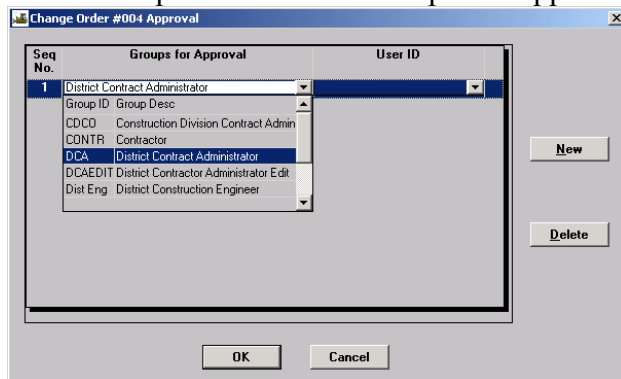 Change Order #004 Approval
Seq No. Groups for Approval User ID
1 District Contract Administrator
Group ID Group Desc
CDCO Construction Division Contract Admin
CONTR Contractor
DCA District Contract Administrator
DCAEDIT District Contractor Administrator Edit
Dist Eng District Construction Engineer
New
Delete
OK Cancel